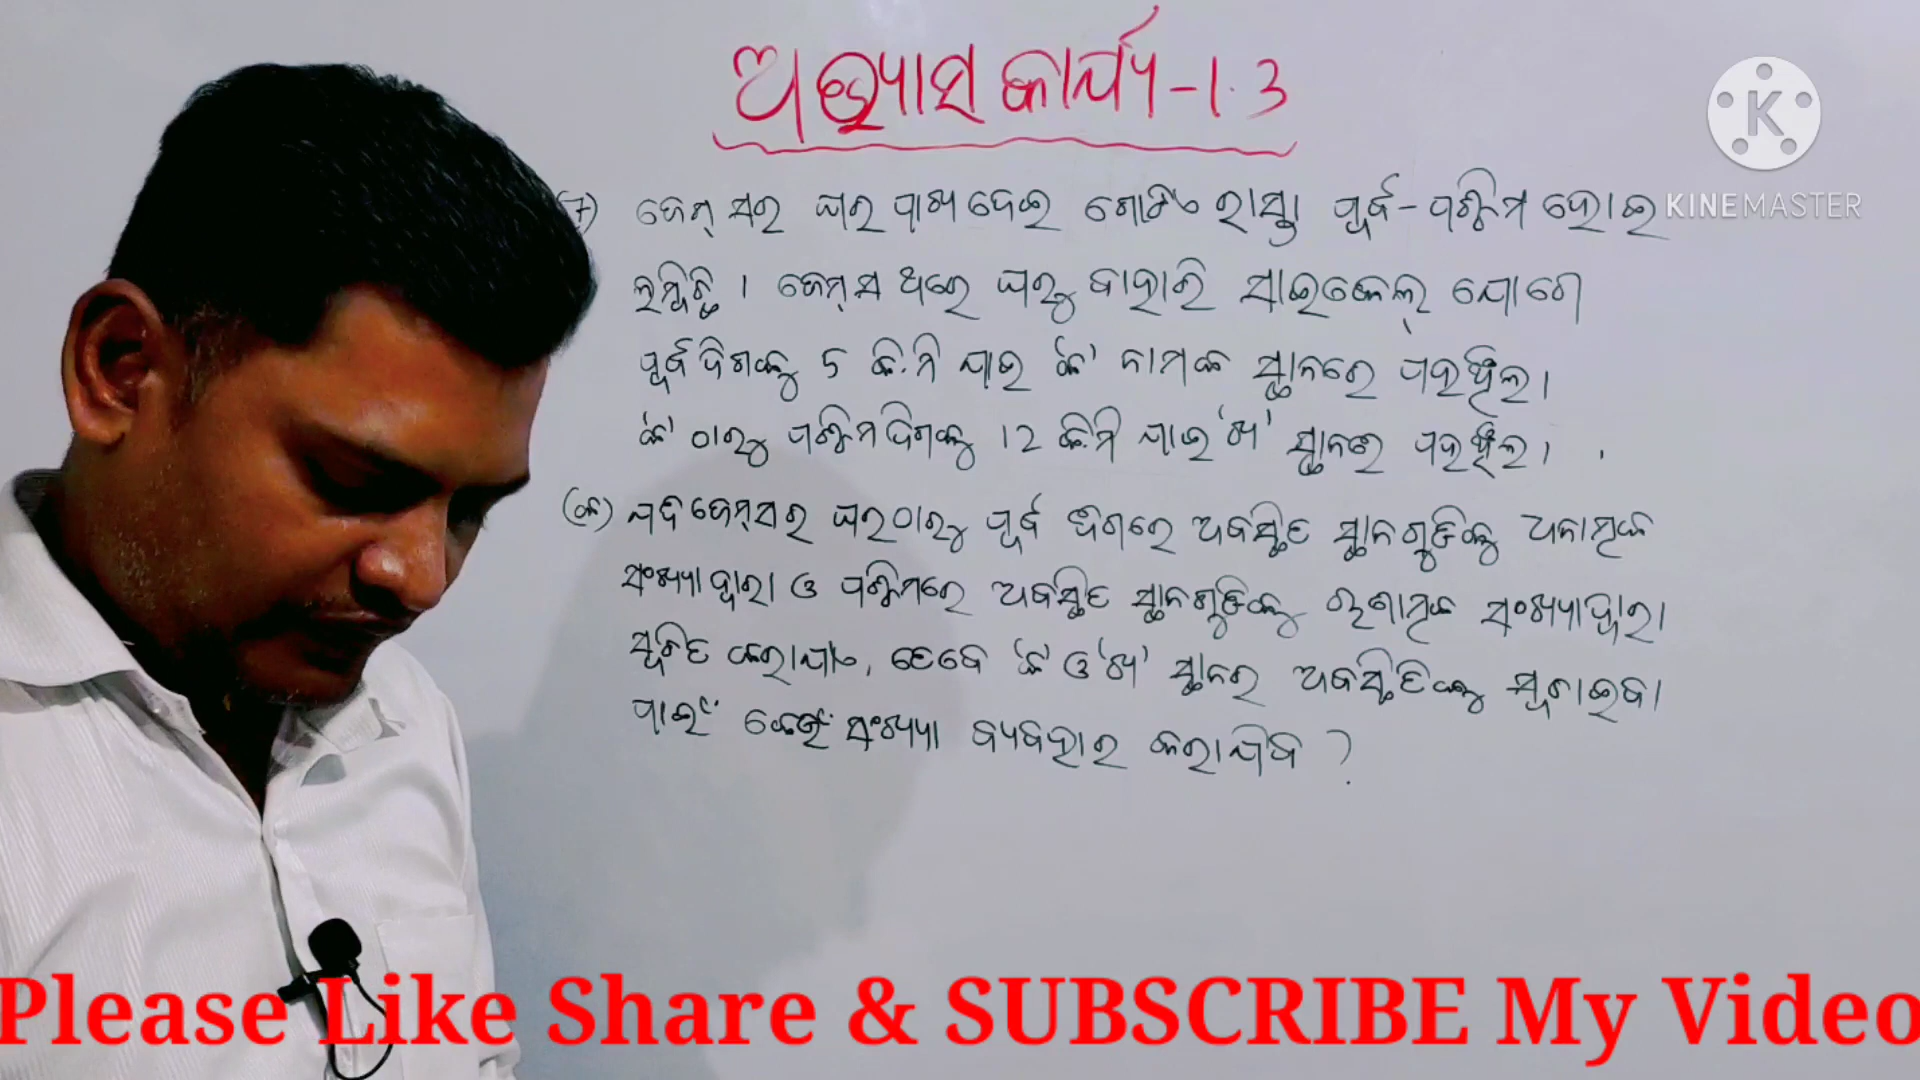 ଅଭ୍ୟାସ କାର୍ଯ୍ୟ - 1.3
KINEMASTER
(7) ଜେମ୍ ସର ଘର ପାଖ ଦେଇ ଗୋଟିଏ ରାସ୍ତା ପୂର୍ବ - ପଶ୍ଚିମ ହୋଇ
ଲମ୍ବିଛି । ଜେମ୍ସ ଥରେ ଘରୁ ବାହାରି ସାଇକେଲ୍ ଯୋଗେ
ପୂର୍ବ ଦିଗକୁ 5 କି.ମି ଯାଇ 'କ' ନାମକ ସ୍ଥାନରେ ପହଞ୍ଚିଲା ।
'କ' ଠାରୁ ପଶ୍ଚିମ ଦିଗକୁ 12 କି.ମି ଯାଇ 'ଖ' ସ୍ଥାନରେ ପହଞ୍ଚିଲା ।
(କ) ଯଦି ଜେମ୍ସର ଘରଠାରୁ ପୂର୍ବ ଦିଗରେ ଅବସ୍ଥିତ ସ୍ଥାନଗୁଡିକୁ ଧନାତ୍ମକ
ସଂଖ୍ୟା ଦ୍ୱାରା ଓ ପଶ୍ଚିମରେ ଅବସ୍ଥିତ ସ୍ଥାନଗୁଡିକୁ ଋଣାତ୍ମକ ସଂଖ୍ୟାଦ୍ୱାରା
ସୂଚିତ କରାଯାଏ, ତେବେ 'କ' ଓ 'ଖ' ସ୍ଥାନର ଅବସ୍ଥିତିକୁ ସୂଚାଇବା
ପାଇଁ କେଉଁ ସଂଖ୍ୟା ବ୍ୟବହାର କରାଯିବ ?
Please Like Share & SUBSCRIBE My Video